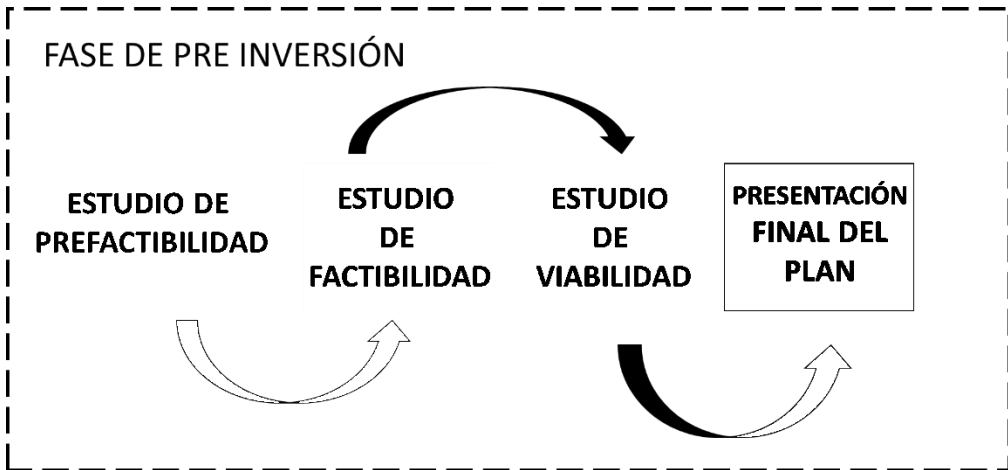 FASE DE PRE INVERSIÓN
ESTUDIO DE
PREFACTIBILIDAD
ESTUDIO
DE
FACTIBILIDAD
ESTUDIO
DE
VIABILIDAD
PRESENTACIÓN
FINAL DEL
PLAN